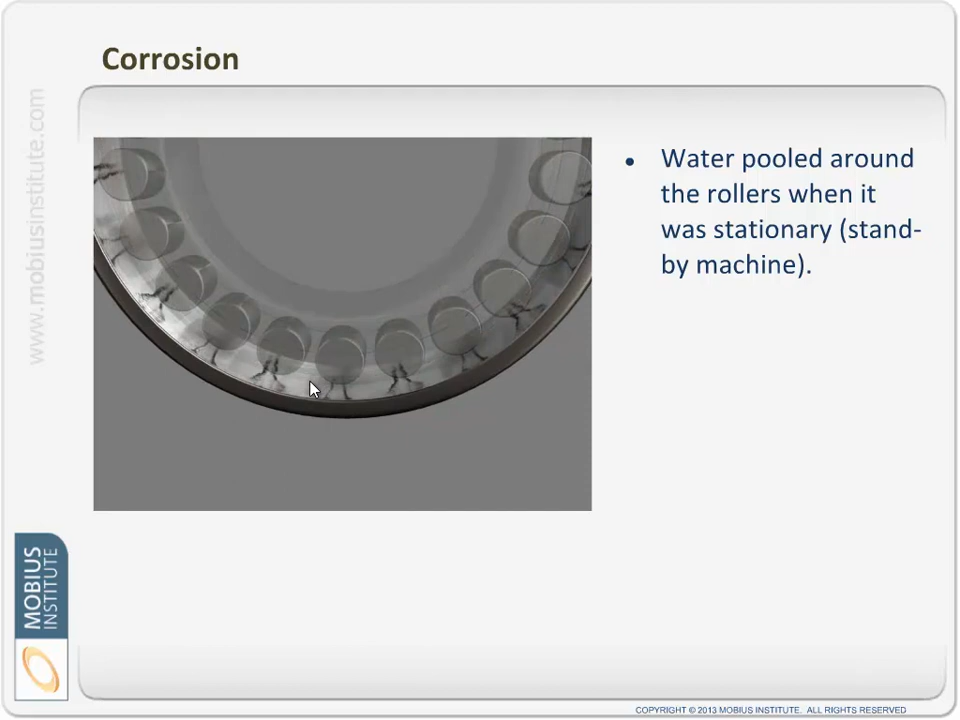 Corrosion
www.mobiusinstitute.com
● Water pooled around
the rollers when it
was stationary (stand-
by machine).
MOBIUS
INSTITUTE
COPYRIGHT © 2013 MOBIUS INSTITUTE. ALL RIGHTS RESERVED